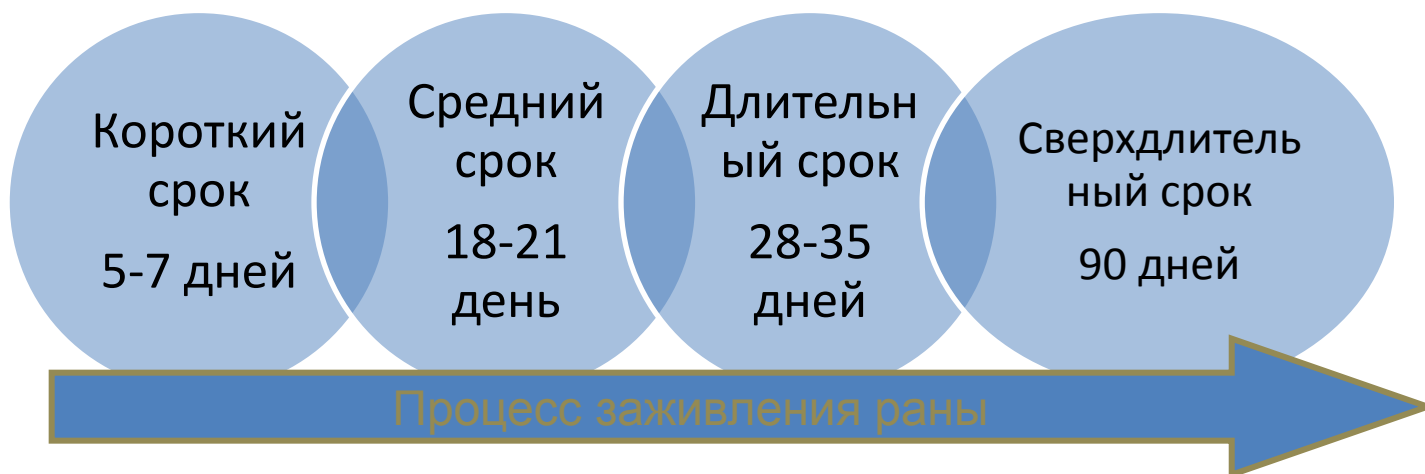 Короткий
срок
5-7 дней
Средний
срок
18-21
день
Длительн
ый срок
28-35
дней
Сверхдлитель
ный срок
90 дней
Процесс заживления раны